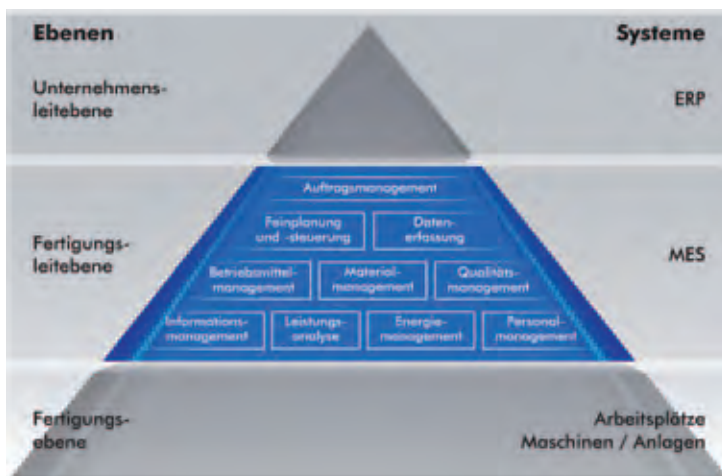 Ebenen
Systeme
Unternehmens-
leitebene
ERP
Auftragsmanagement
Feinplanung
und -steuerung
Daten-
erfassung
Fertigungs-
leitebene
MES
Betriebsmittel-
management
Material-
management
Qualitäts-
management
Informations-
management
Leistungs-
analyse
Energie-
management
Personal-
management
Fertigungs-
ebene
Arbeitsplätze
Maschinen / Anlagen